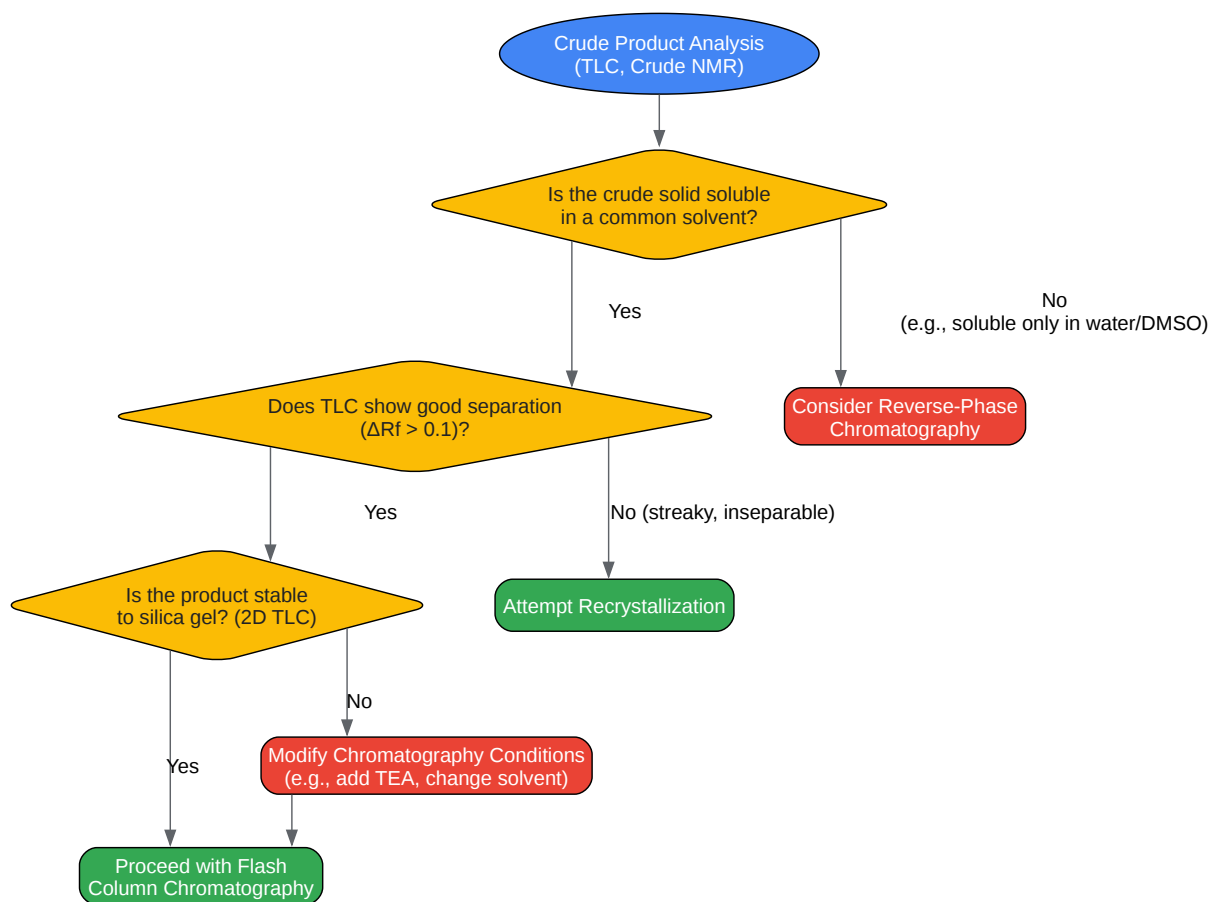 Crude Product Analysis
(TLC, Crude NMR)
Is the crude solid soluble
in a common solvent?
Yes
No
(e.g., soluble only in water/DMSO)
Does TLC show good separation
(ΔRf > 0.1)?
Consider Reverse-Phase
Chromatography
Yes
No (streaky, inseparable)
Is the product stable
to silica gel? (2D TLC)
Attempt Recrystallization
No
Yes
Modify Chromatography Conditions
(e.g., add TEA, change solvent)
Proceed with Flash
Column Chromatography